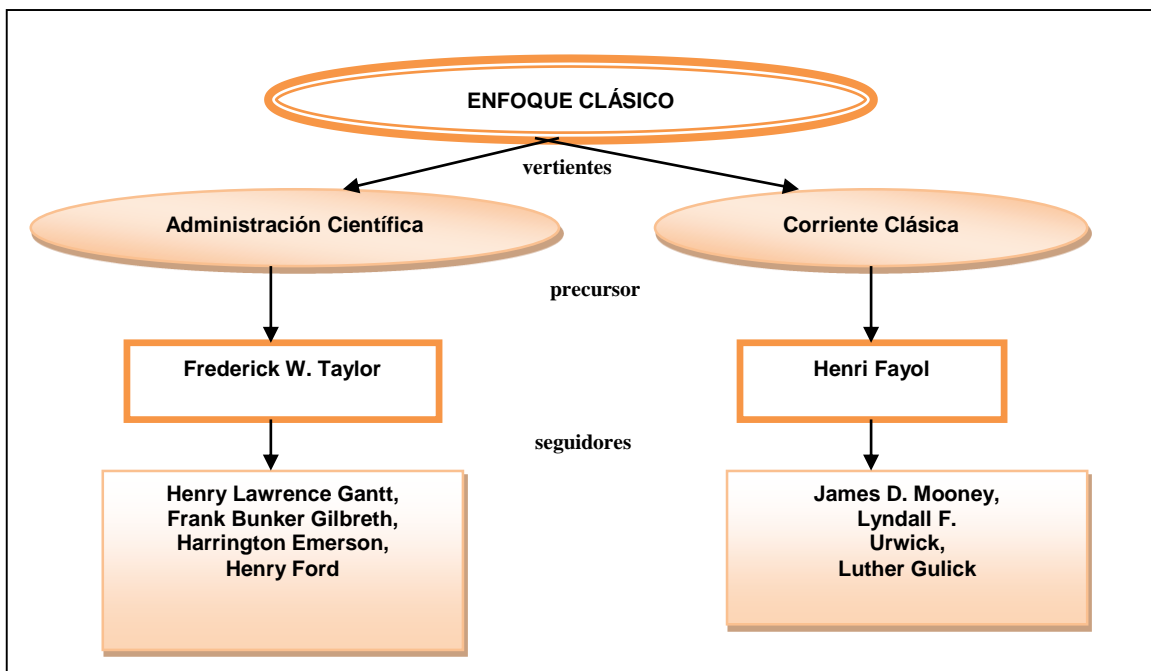 ENFOQUE CLÁSICO
vertientes
Administración Científica
Corriente Clásica
precursor
Frederick W. Taylor
Henri Fayol
seguidores
Henry Lawrence Gantt,
Frank Bunker Gilbreth,
Harrington Emerson,
Henry Ford
James D. Mooney,
Lyndall F.
Urwick,
Luther Gulick